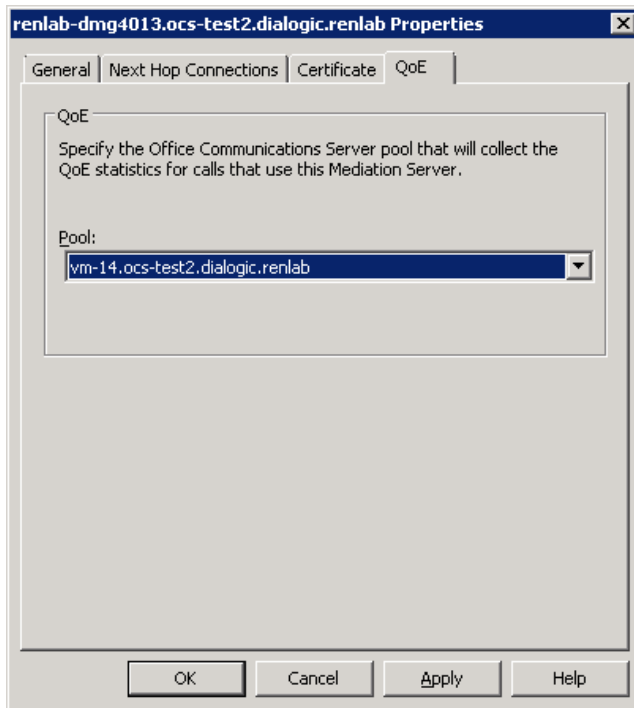 renlab-dmg4013.ocs-test2.dialogic.renlab Properties
General
Next Hop Connections
Certificate
QoE
QoE
Specify the Office Communications Server pool that will collect the
QoE statistics for calls that use this Mediation Server.
Pool:
vm-14.ocs-test2.dialogic.renlab
OK
Cancel
Apply
Help